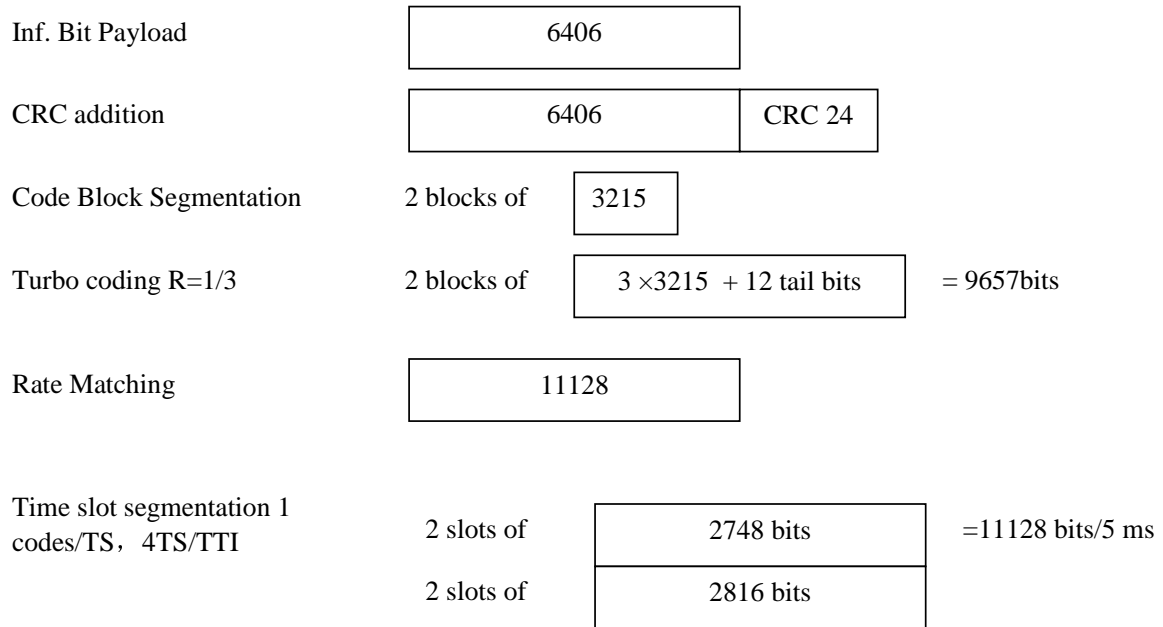 Inf. Bit Payload 6406
CRC addition 6406 CRC 24
Code Block Segmentation 2 blocks of 3215
Turbo coding R=1/3 2 blocks of 3 ×3215 + 12 tail bits = 9657bits
Rate Matching 11128
Time slot segmentation 1
codes/TS，4TS/TTI 2 slots of 2748 bits =11128 bits/5 ms
2 slots of 2816 bits